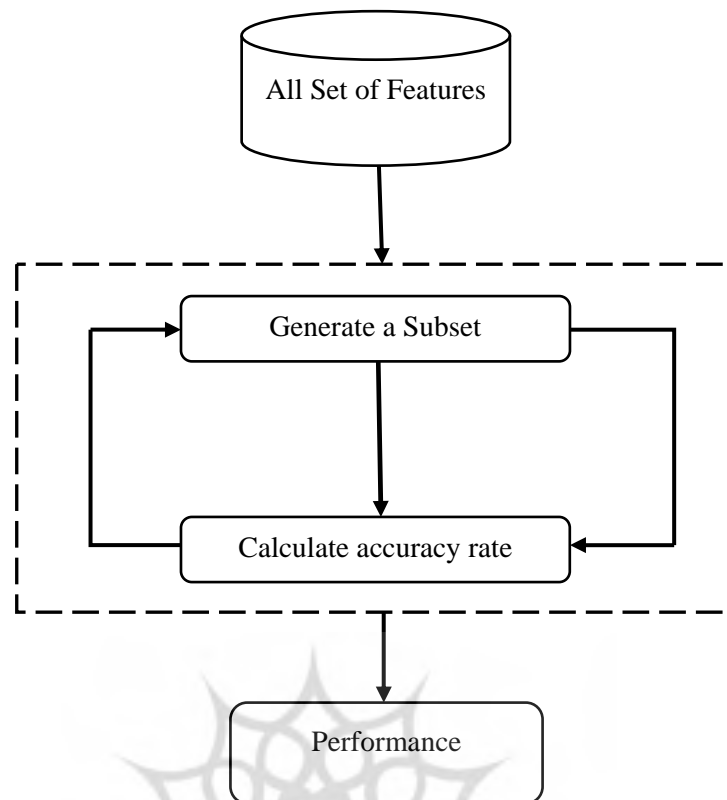 All Set of Features
Generate a Subset
Calculate accuracy rate
Performance